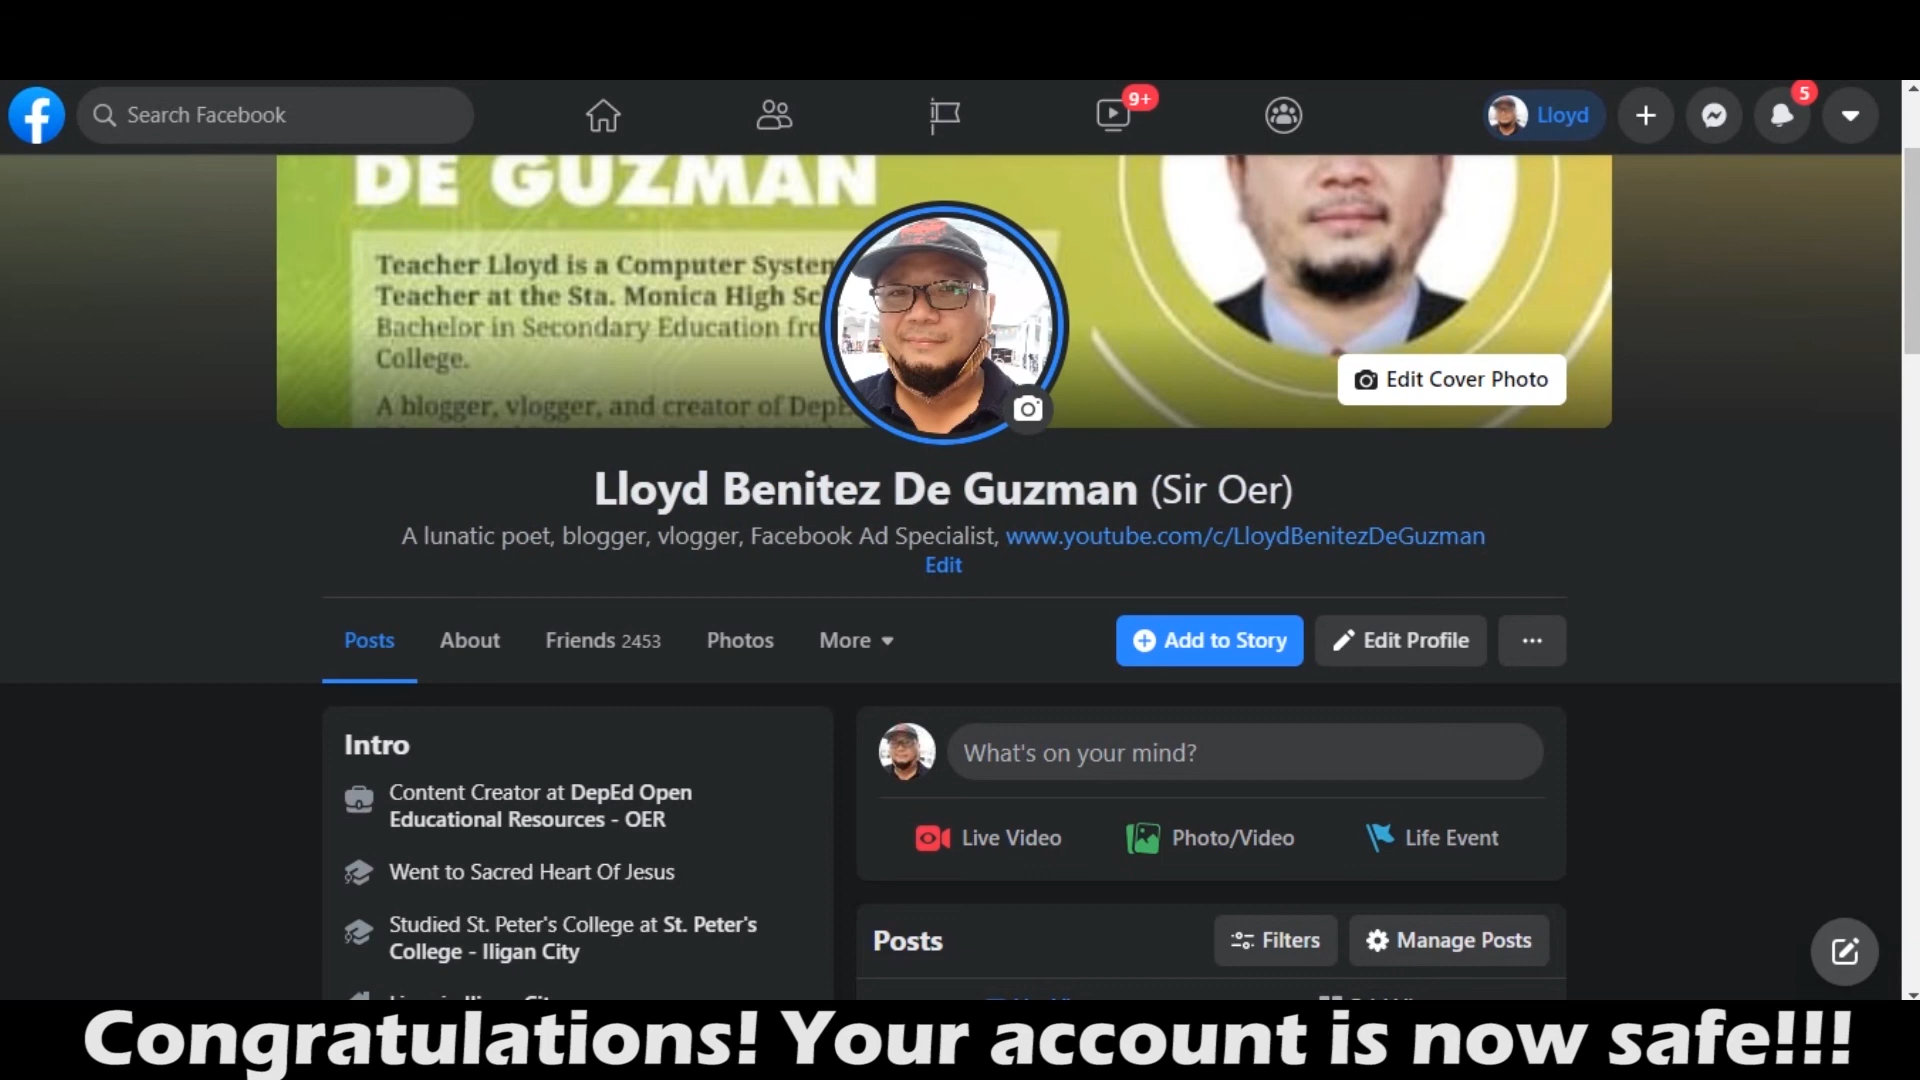 Search Facebook
9+
Lloyd
5
DE GUZMAN
Teacher Lloyd is a Computer System
Teacher at the Sta. Monica High
Bachelor in Secondary Education
College.
A blogger, vlogger, and creator of
Edit Cover Photo
Lloyd Benitez De Guzman (Sir Oer)
A lunatic poet, blogger, vlogger, Facebook Ad Specialist, www.youtube.com/c/LloydBenitezDeGuzman
Edit
Posts About Friends 2453 Photos More
Add to Story Edit Profile ...
Intro
Content Creator at DepEd Open
Educational Resources - OER
Went to Sacred Heart Of Jesus
Studied St. Peter's College at St. Peter's
College - Iligan City
What's on your mind?
Live Video Photo/Video Life Event
Posts Filters Manage Posts
Congratulations! Your account is now safe!!!